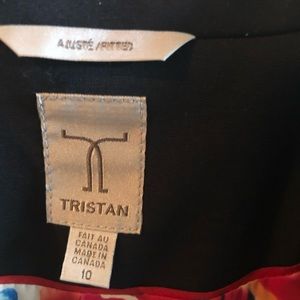 AJUSTÉ/FITTED
TRISTAN
FAIT AU
CANADA
MADE IN
CANADA
10